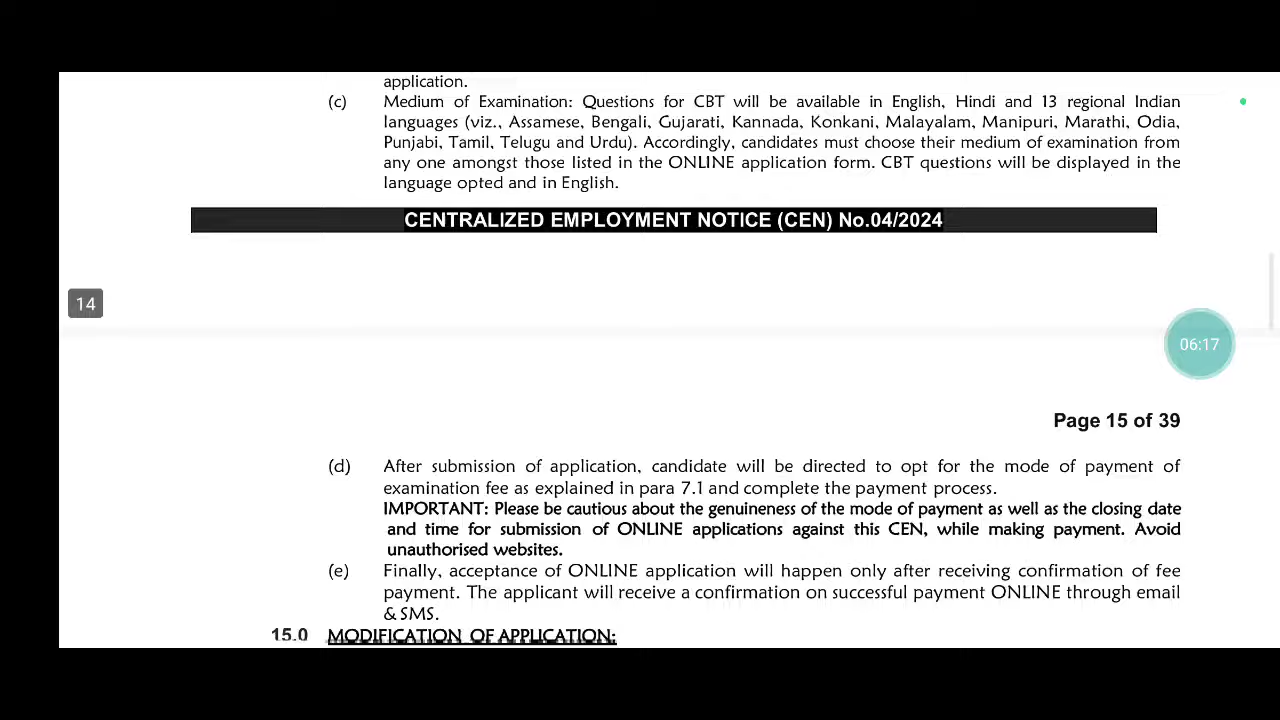 application.
(c) Medium of Examination: Questions for CBT will be available in English, Hindi and 13 regional Indian
languages (viz., Assamese, Bengali, Gujarati, Kannada, Konkani, Malayalam, Manipuri, Marathi, Odia,
Punjabi, Tamil, Telugu and Urdu). Accordingly, candidates must choose their medium of examination from
any one amongst those listed in the ONLINE application form. CBT questions will be displayed in the
language opted and in English.
CENTRALIZED EMPLOYMENT NOTICE (CEN) No.04/2024
14
06:17
Page 15 of 39
(d) After submission of application, candidate will be directed to opt for the mode of payment of
examination fee as explained in para 7.1 and complete the payment process.
IMPORTANT: Please be cautious about the genuineness of the mode of payment as well as the closing date
and time for submission of ONLINE applications against this CEN, while making payment. Avoid
unauthorised websites.
(e) Finally, acceptance of ONLINE application will happen only after receiving confirmation of fee
payment. The applicant will receive a confirmation on successful payment ONLINE through email
& SMS.
15.0 MODIFICATION OF APPLICATION: